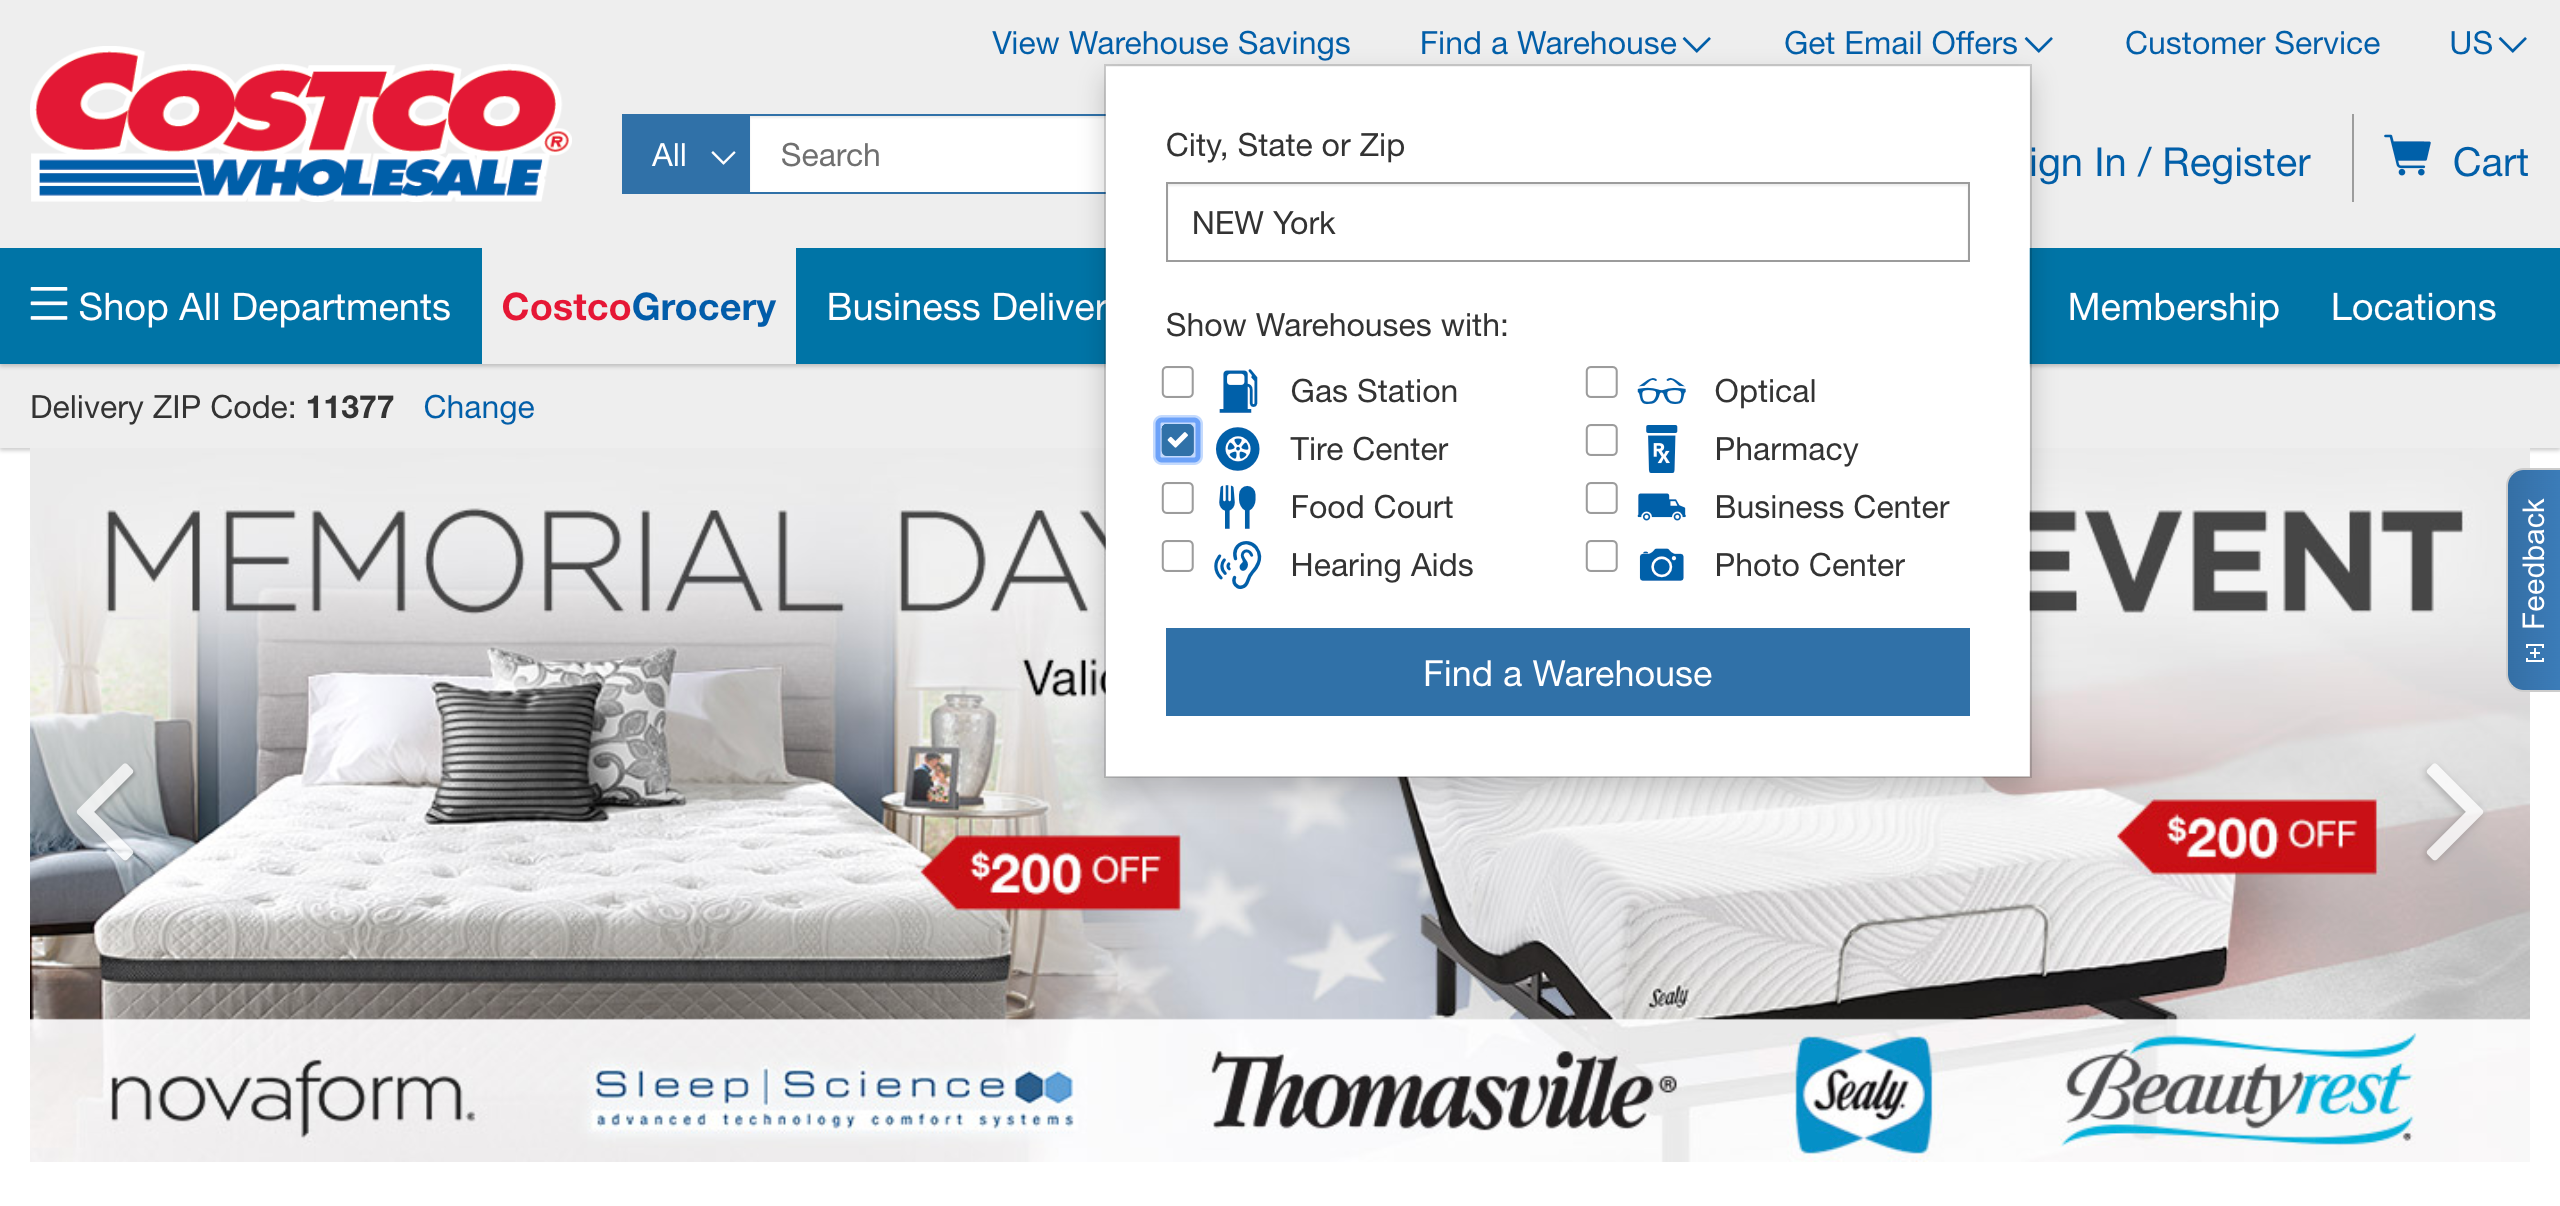 View Warehouse Savings
Find a Warehouse
Get Email Offers
Customer Service
US
COSTCO®
WHOLESALE
All
Search
ign In / Register
Cart
City, State or Zip
NEW York
Shop All Departments
CostcoGrocery
Business Deliver
Membership
Locations
Show Warehouses with:
Delivery ZIP Code: 11377 Change
Gas Station
Optical
Tire Center
Rx
Pharmacy
Food Court
Business Center
Hearing Aids
Photo Center
Find a Warehouse
MEMORIAL DAY
EVENT
Valid
[+] Feedback
$200 OFF
$200 OFF
Sealy
novaform.
Sleep|Science
advanced technology comfort systems
Thomasville®
Sealy
Beautyrest